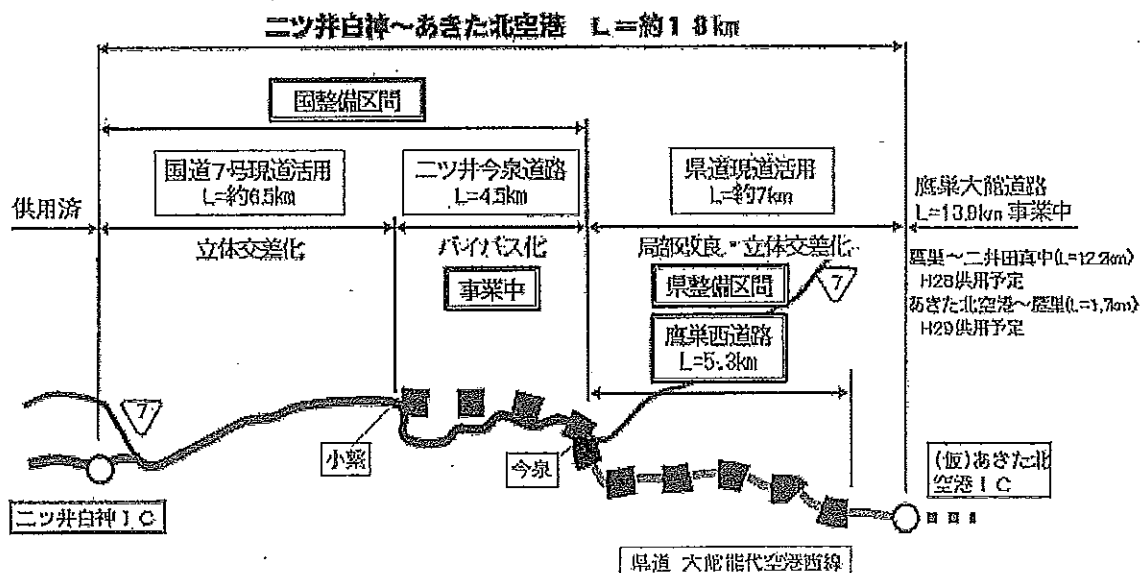 二ツ井白神～あきた北空港 L＝約18km
国整備区間
国道7号現道活用
L=約6.5km
二ツ井今泉道路
L=4.5km
県道現道活用
L=約7km
鷹巣大館道路
L=13.9km 事業中
供用済
立体交差化
バイパス化
局部改良・立体交差化
事業中
県整備区間
7
鷹巣～二井田真中(L=12.2km)
H28供用予定
あきた北空港～鷹巣(L=1.7km)
H29供用予定
鷹巣西道路
L=5.3km
7
小繋
今泉
(仮)あきた北
空港IC
二ツ井白神IC
県道 大館能代空港西線